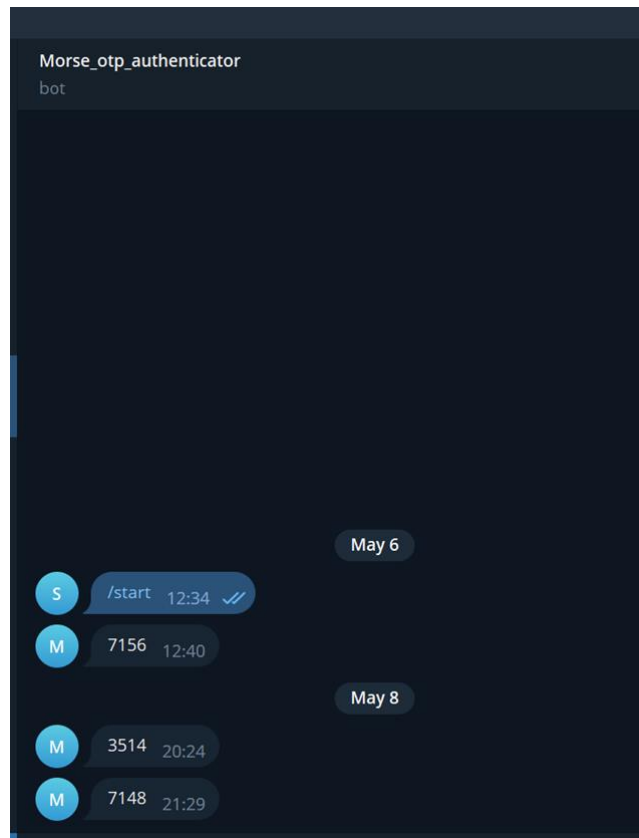 Morse_otp_authenticator
bot
May 6
S
/start 12:34
M
7156 12:40
May 8
M
3514 20:24
M
7148 21:29